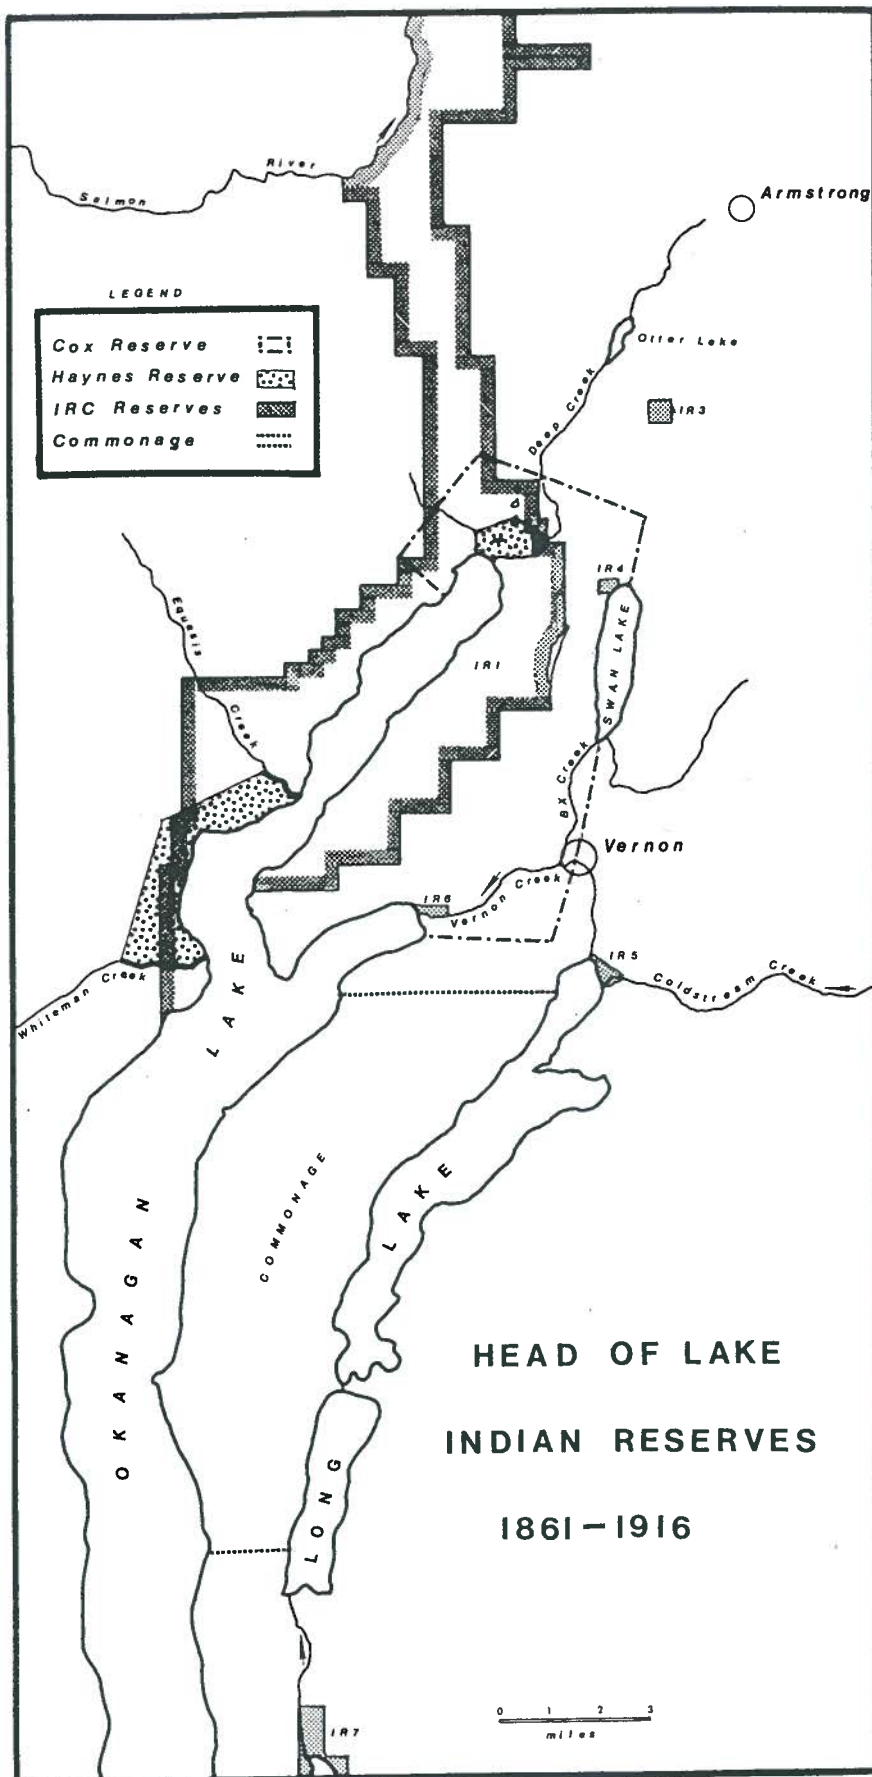 River
Salmon
Armstrong
LEGEND
Cox Reserve
Haynes Reserve
IRC Reserves
Commonage
Otter Lake
Deep Creek
IR3
IR4
SWAN LAKE
Equesis
Creek
IR1
BX Creek
Vernon
IR6
Vernon Creek
IR5
Coldstream Creek
Whiteman Creek
LAKE
OKANAGAN
COMMONAGE
LAKE
LONG
HEAD OF LAKE
INDIAN RESERVES
1861-1916
0 1 2 3
miles
IR7